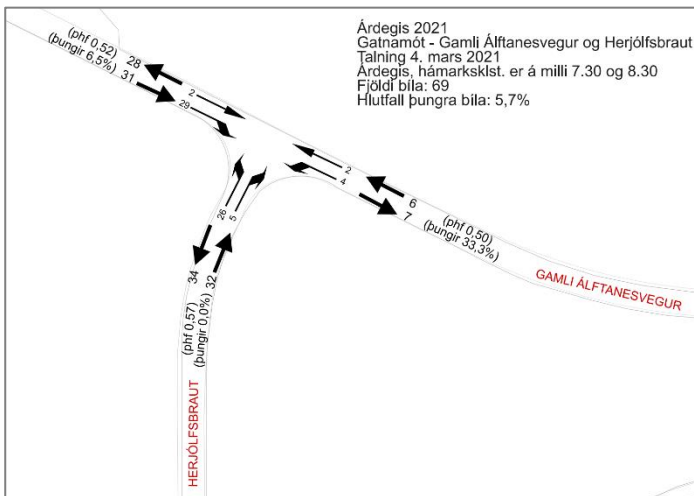 Árdegis 2021
Gatnamót - Gamli Álftanesvegur og Herjólfsbraut
Talning 4. mars 2021
Árdegis, hámarksklst. er á milli 7.30 og 8.30
Fjöldi bíla: 69
Hlutfall þungra bíla: 5,7%
(phf 0,52)
(þungir 6,5%)
28
31
2
29
2
4
6
7
(phf 0,50)
(þungir 33,3%)
GAMLI ÁLFTANESVEGUR
26
5
34
32
(phf 0,57)
(þungir 0,0%)
HERJÓLFSBRAUT